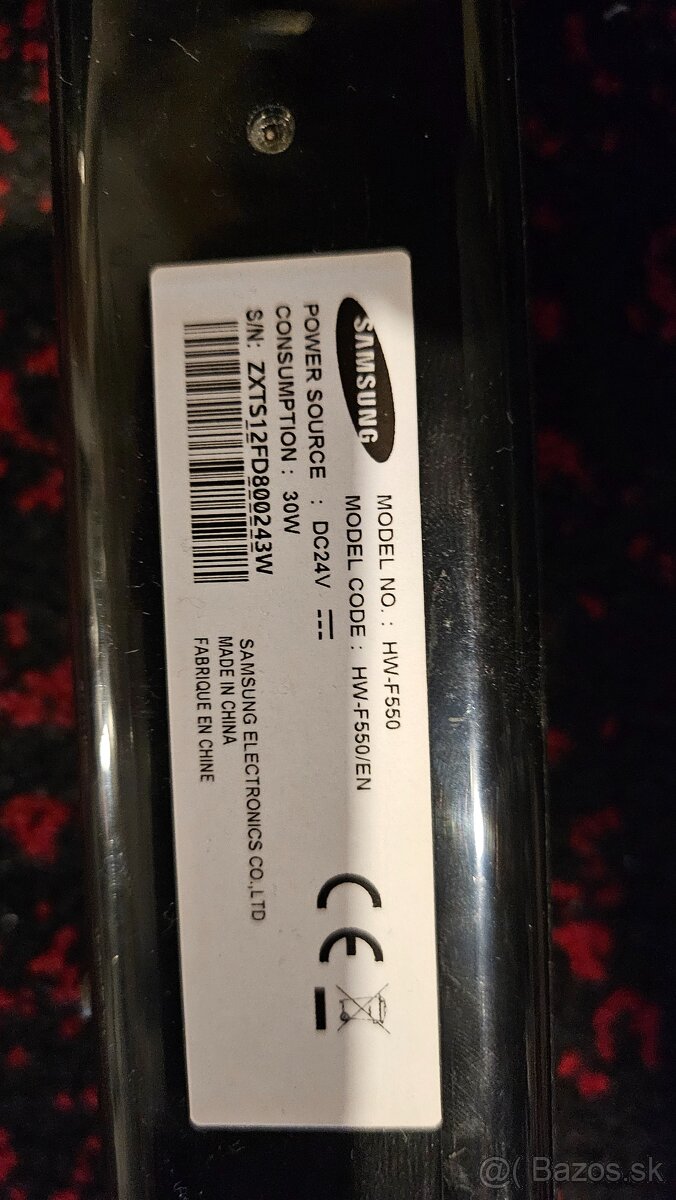 SAMSUNG
MODEL NO. : HW-F550
MODEL CODE : HW-F550/EN
POWER SOURCE : DC24V
CONSUMPTION : 30W
S/N: ZXTS12FD800243W
SAMSUNG ELECTRONICS CO.,LTD
MADE IN CHINA
FABRIQUE EN CHINE
CE
@( Bazos.sk